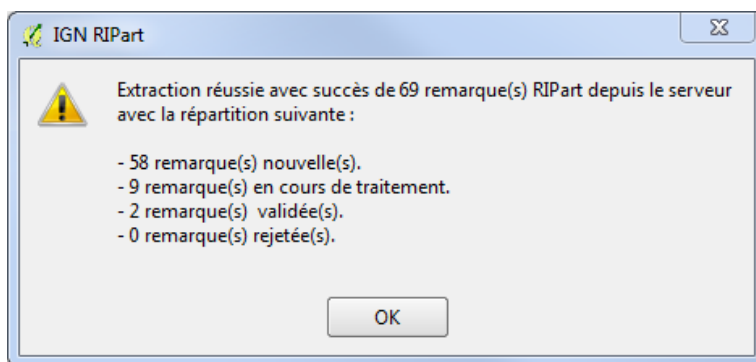 IGN RIPart
Extraction réussie avec succès de 69 remarque(s) RIPart depuis le serveur
avec la répartition suivante :
- 58 remarque(s) nouvelle(s).
- 9 remarque(s) en cours de traitement.
- 2 remarque(s)  validée(s).
- 0 remarque(s) rejetée(s).
OK